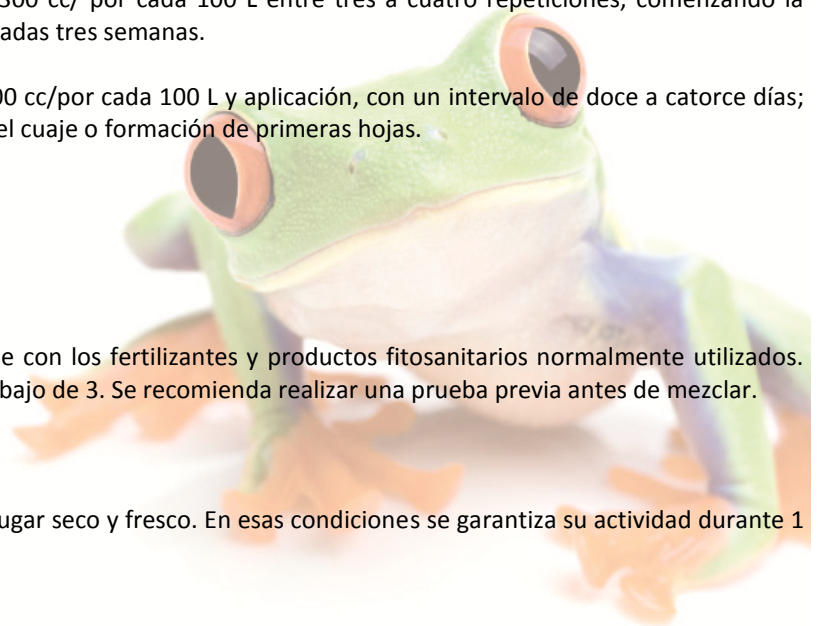 300 cc/ por cada 100 L entre tres a cuatro repeticiones, comenzando la
adas tres semanas.
00 cc/por cada 100 L y aplicación, con un intervalo de doce a catorce días;
el cuaje o formación de primeras hojas.
e con los fertilizantes y productos fitosanitarios normalmente utilizados.
bajo de 3. Se recomienda realizar una prueba previa antes de mezclar.
ugar seco y fresco. En esas condiciones se garantiza su actividad durante 1